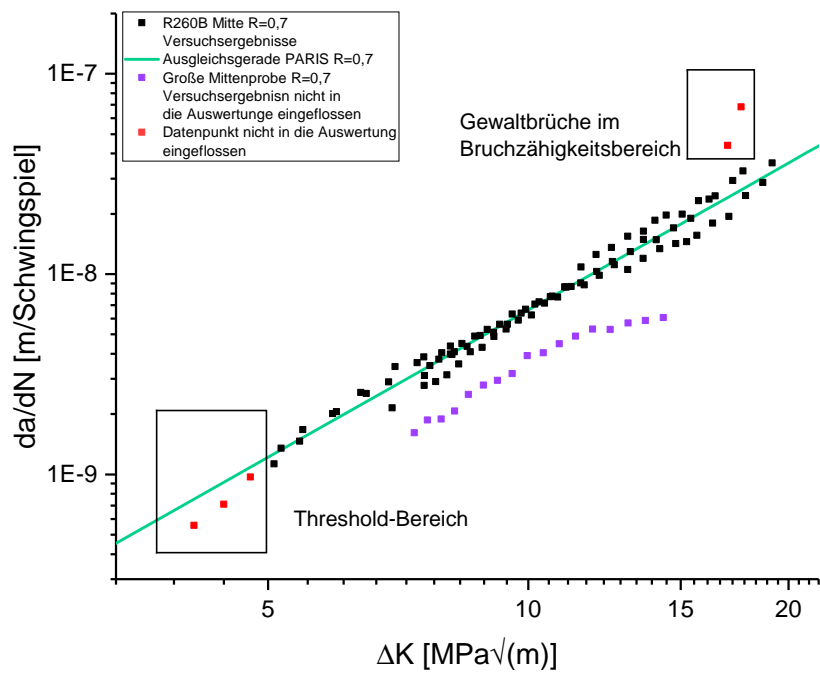 R260B Mitte R=0,7
Versuchsergebnisse
Ausgleichsgerade PARIS R=0,7
Große Mittenprobe R=0,7
Versuchsergebnisn nicht in
die Auswertunge eingeflossen
Datenpunkt nicht in die Auswertung
eingeflossen
Gewaltbrüche im
Bruchzähigkeitsbereich
Threshold-Bereich
1E-7
1E-8
1E-9
da/dN [m/Schwingspiel]
5
10
15
20
ΔK [MPa√(m)]